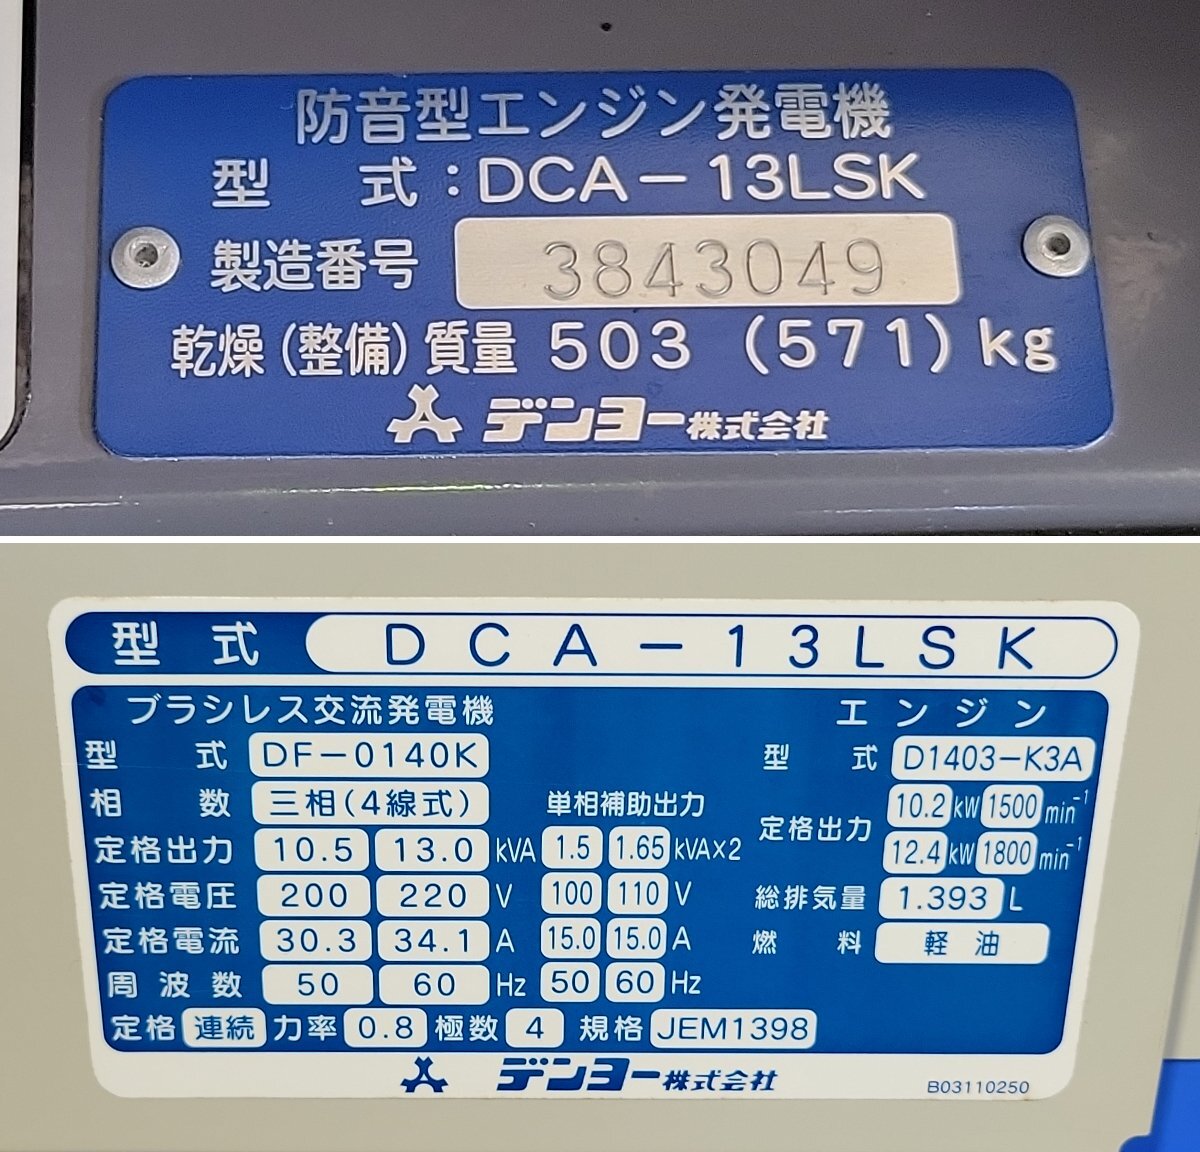 防音型エンジン発電機
型 式：DCA－13LSK
製造番号 3843049
乾燥(整備)質量 503 (571) kg
デンヨー株式会社
型 式 DCA－13LSK
ブラシレス交流発電機
型 式 DF－0140K
相 数 三相(4線式)
定格出力 10.5 13.0 kVA
定格電圧 200 220 V
定格電流 30.3 34.1 A
周波数 50 60 Hz
単相補助出力
1.5 1.65 kVA×2
100 110 V
15.0 15.0 A
50 60 Hz
エンジン
型 式 D1403－K3A
定格出力 10.2 kW 1500 min⁻¹
12.4 kW 1800 min⁻¹
総排気量 1.393 L
燃 料 軽油
定格 連続 力率 0.8 極数 4 規格 JEM1398
デンヨー株式会社
B03110250